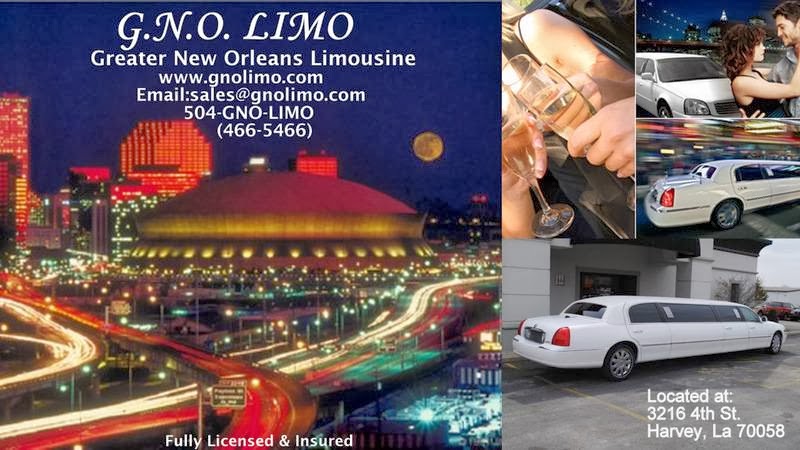 G.N.O. LIMO
Greater New Orleans Limousine
www.gnolimo.com
Email:sales@gnolimo.com
504-GNO-LIMO
(466-5466)
Fully Licensed & Insured
Located at:
3216 4th St.
Harvey, La 70058